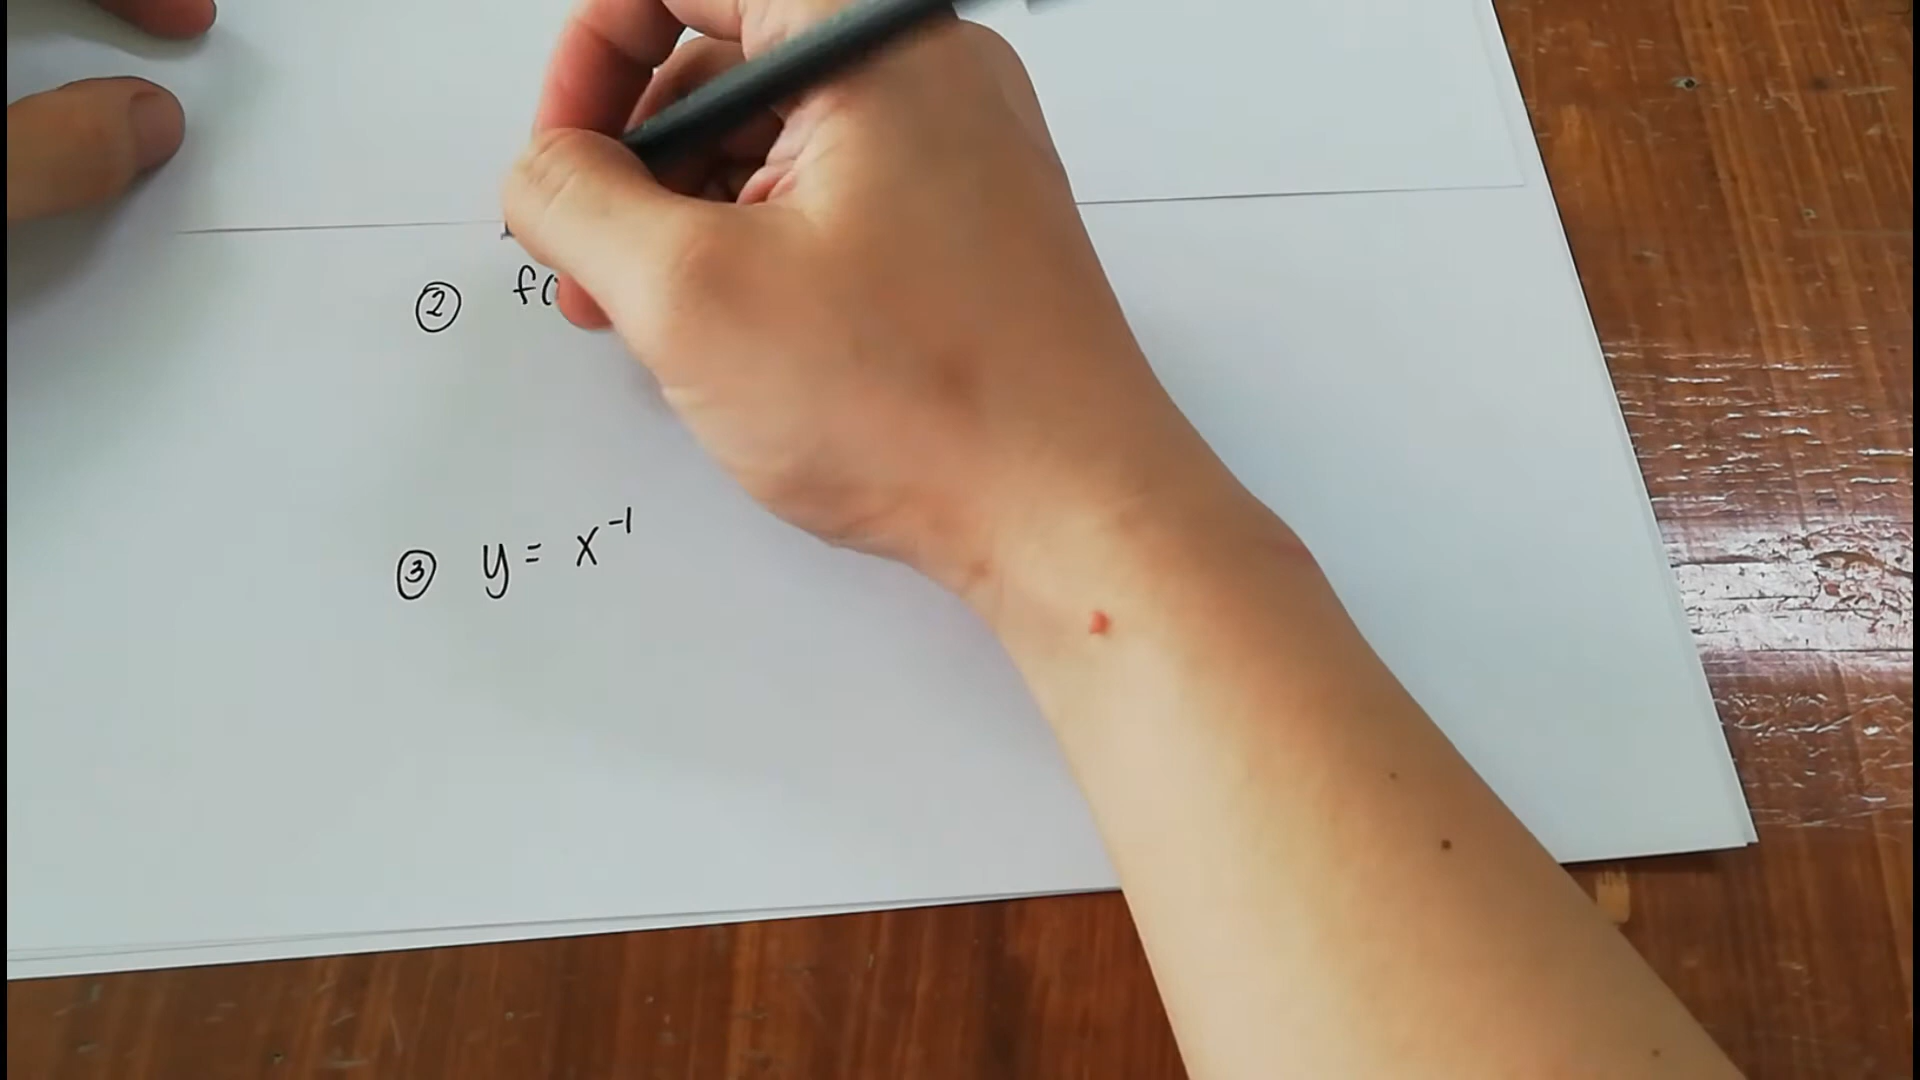 ② f(
③ y = x⁻¹